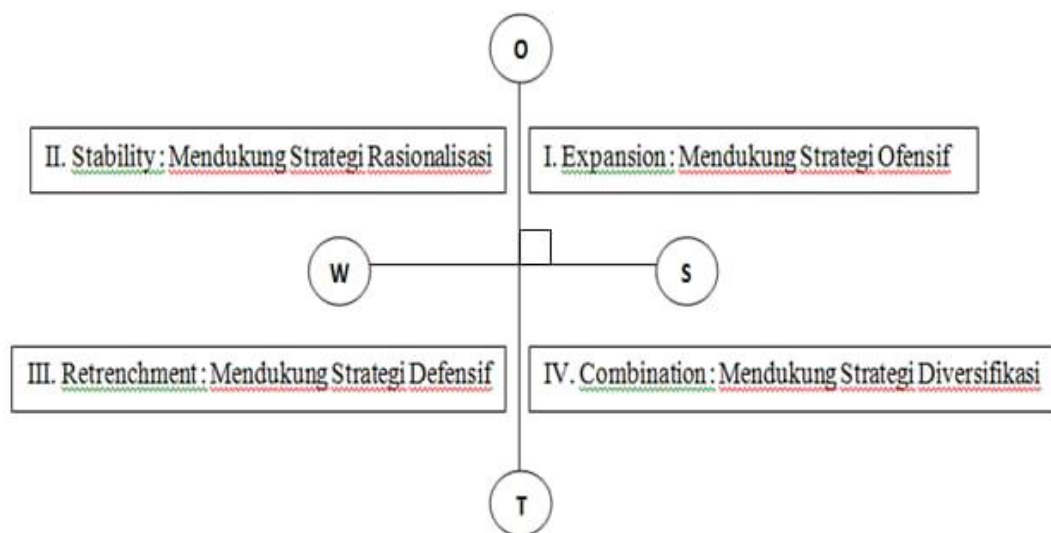 O
II. Stability : Mendukung Strategi Rasionalisasi
I. Expansion : Mendukung Strategi Ofensif
W
S
III. Retrenchment : Mendukung Strategi Defensif
IV. Combination : Mendukung Strategi Diversifikasi
T